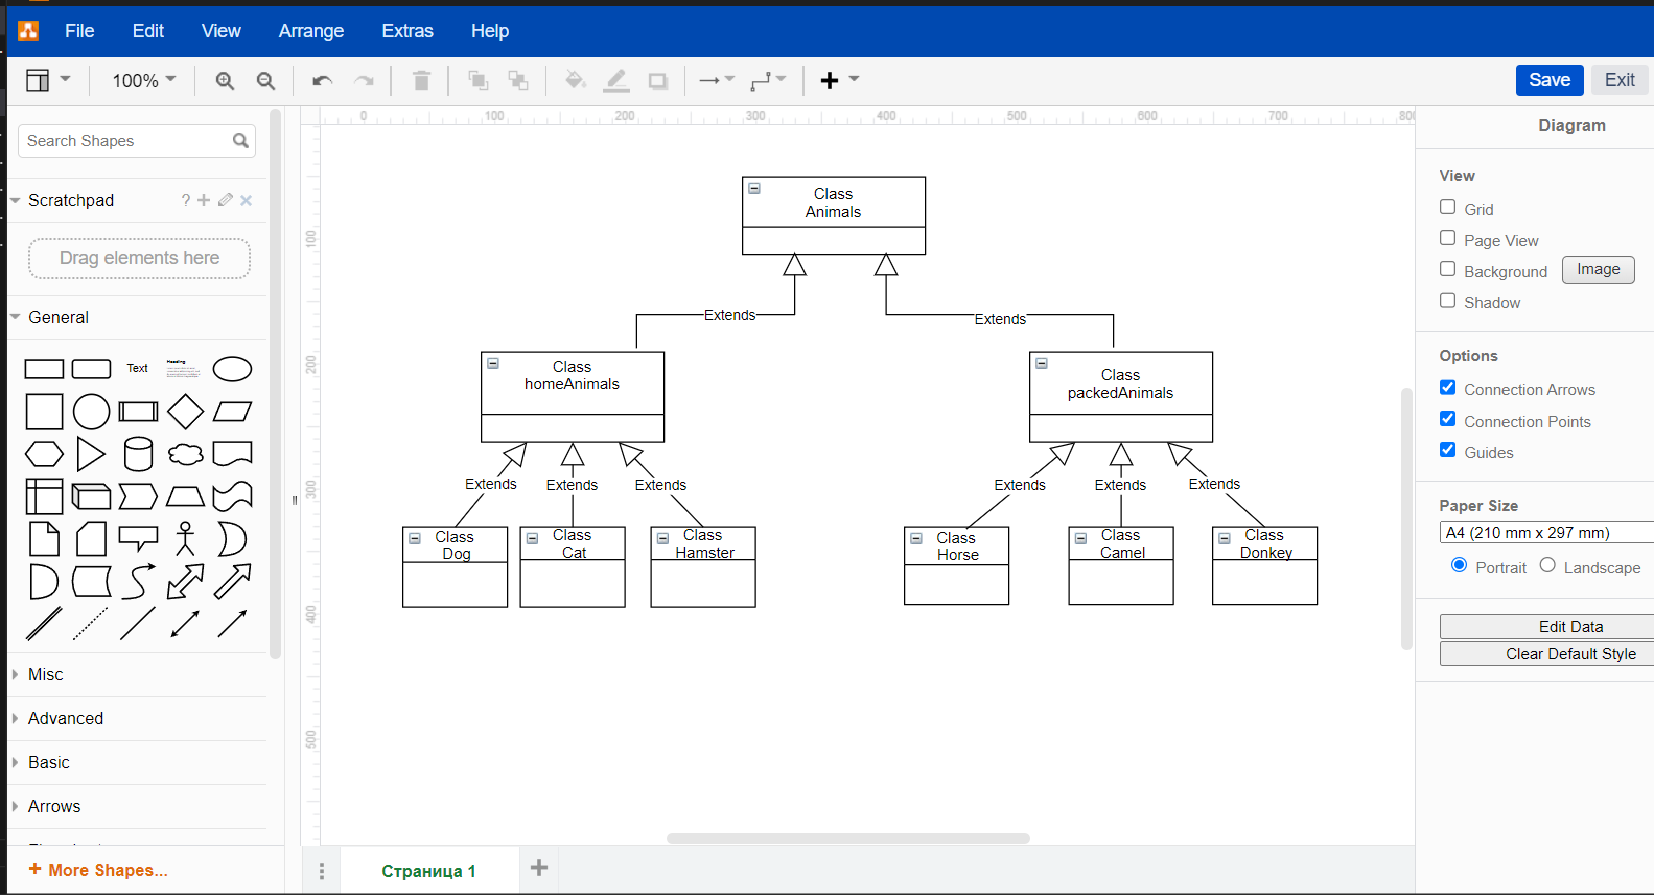 File Edit View Arrange Extras Help
100%
Save Exit
Search Shapes
Scratchpad
?
Drag elements here
General
Text
Heading
Misc
Advanced
Basic
Arrows
+ More Shapes...
0 100 200 300 400 500 600 700 800
100
200
300
400
500
Class
Animals
Extends
Extends
Class
homeAnimals
Class
packedAnimals
Extends Extends Extends
Extends Extends Extends
Class
Dog
Class
Cat
Class
Hamster
Class
Horse
Class
Camel
Class
Donkey
Страница 1
Diagram
View
Grid
Page View
Background Image
Shadow
Options
Connection Arrows
Connection Points
Guides
Paper Size
A4 (210 mm x 297 mm)
Portrait Landscape
Edit Data
Clear Default Style